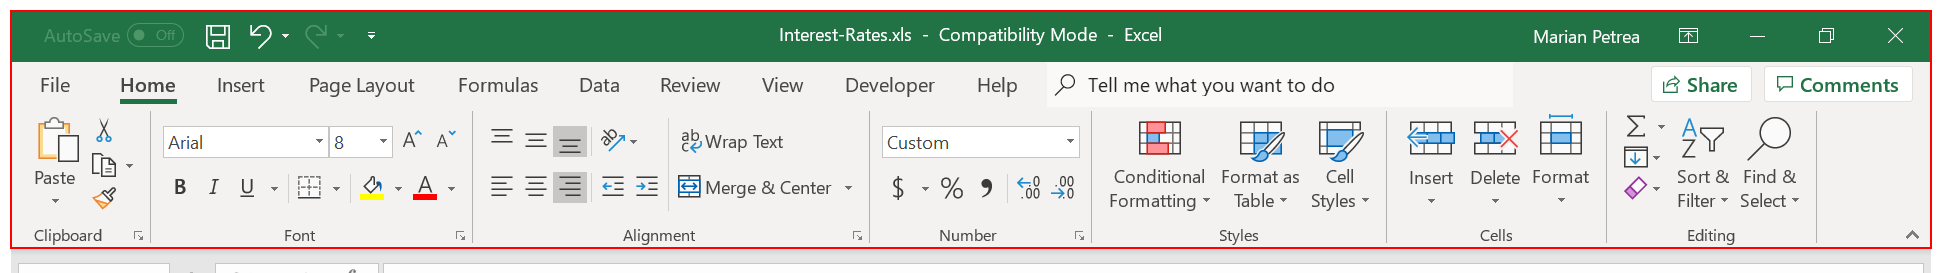 AutoSave Off
Interest-Rates.xls - Compatibility Mode - Excel
Marian Petrea
File Home Insert Page Layout Formulas Data Review View Developer Help Tell me what you want to do Share Comments
Paste
Clipboard
Arial 8 A A
B I U A
Font
ab Wrap Text
c
Merge & Center
Alignment
Custom
$ % , .0 .00 .00 .0
Number
Conditional Formatting
Format as Table
Cell Styles
Styles
Insert Delete Format
Cells
Σ
A
Z
Sort & Filter
Find & Select
Editing